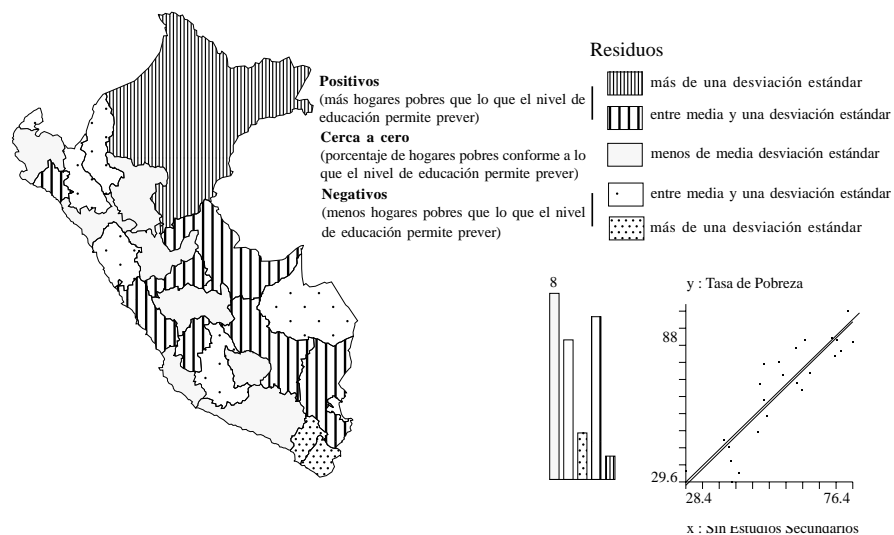 Residuos
Positivos
(más hogares pobres que lo que el nivel de
educación permite prever)
Cerca a cero
(porcentaje de hogares pobres conforme a lo
que el nivel de educación permite prever)
Negativos
(menos hogares pobres que lo que el nivel
de educación permite prever)
más de una desviación estándar
entre media y una desviación estándar
menos de media desviación estándar
entre media y una desviación estándar
más de una desviación estándar
8
y : Tasa de Pobreza
88
29.6
28.4
76.4
x : Sin Estudios Secundarios